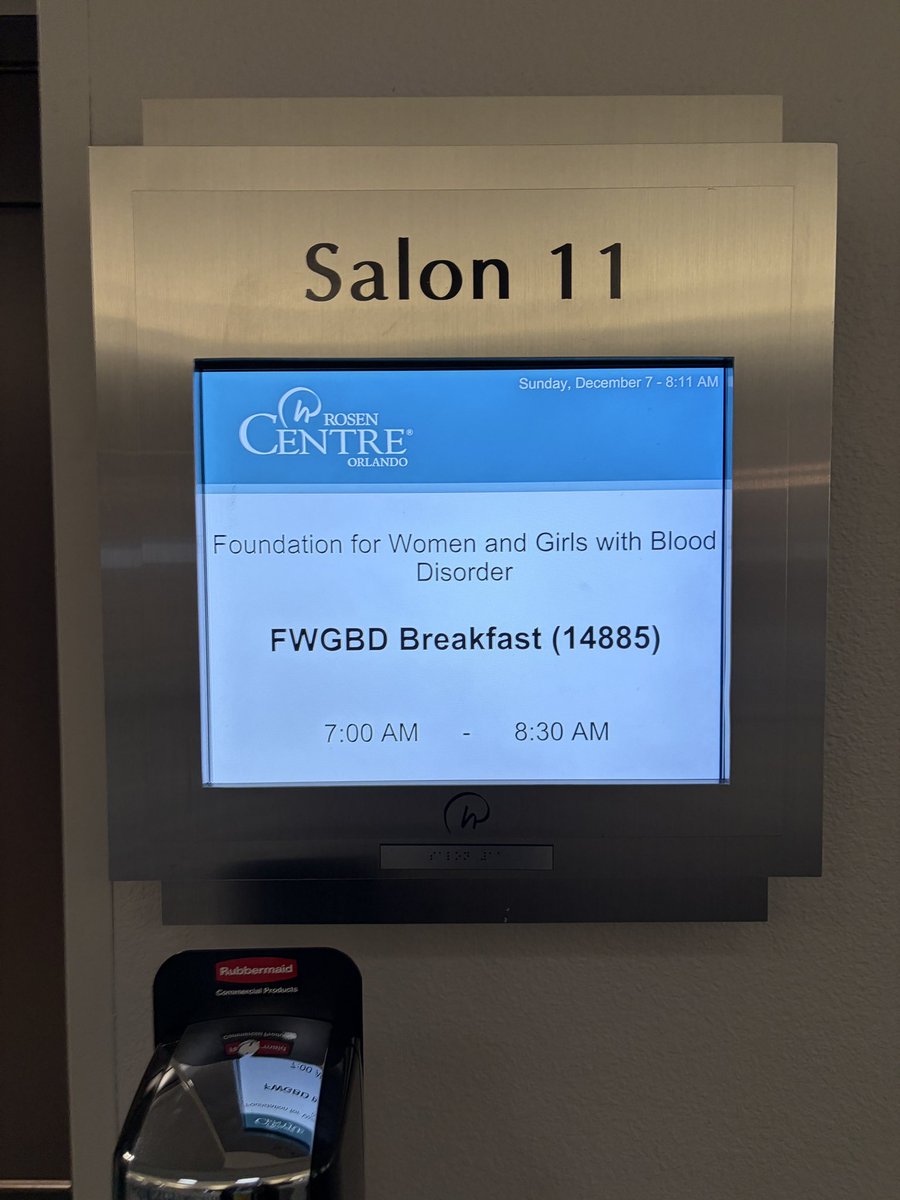 Salon 11
Sunday, December 7 - 8:11 AM
ROSEN
CENTRE®
ORLANDO
Foundation for Women and Girls with Blood
Disorder
FWGBD Breakfast (14885)
7:00 AM - 8:30 AM
Rubbermaid
Commercial Products